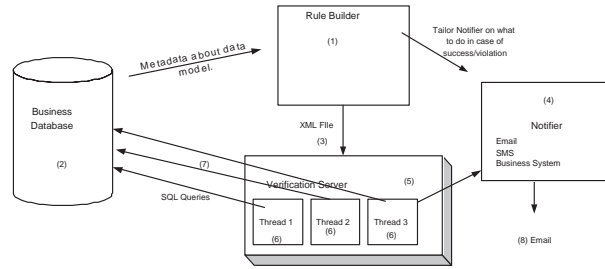 Rule Builder
(1)
Tailor Notifier on what
to do in case of
success/violation
Metadata about data
model.
Business
Database
(2)
XML FIle
(3)
(4)
Notifier
Email
SMS
Business System
(7)
Verification Server
(5)
SQL Queries
Thread 1
(6)
Thread 2
(6)
Thread 3
(6)
(8) Email